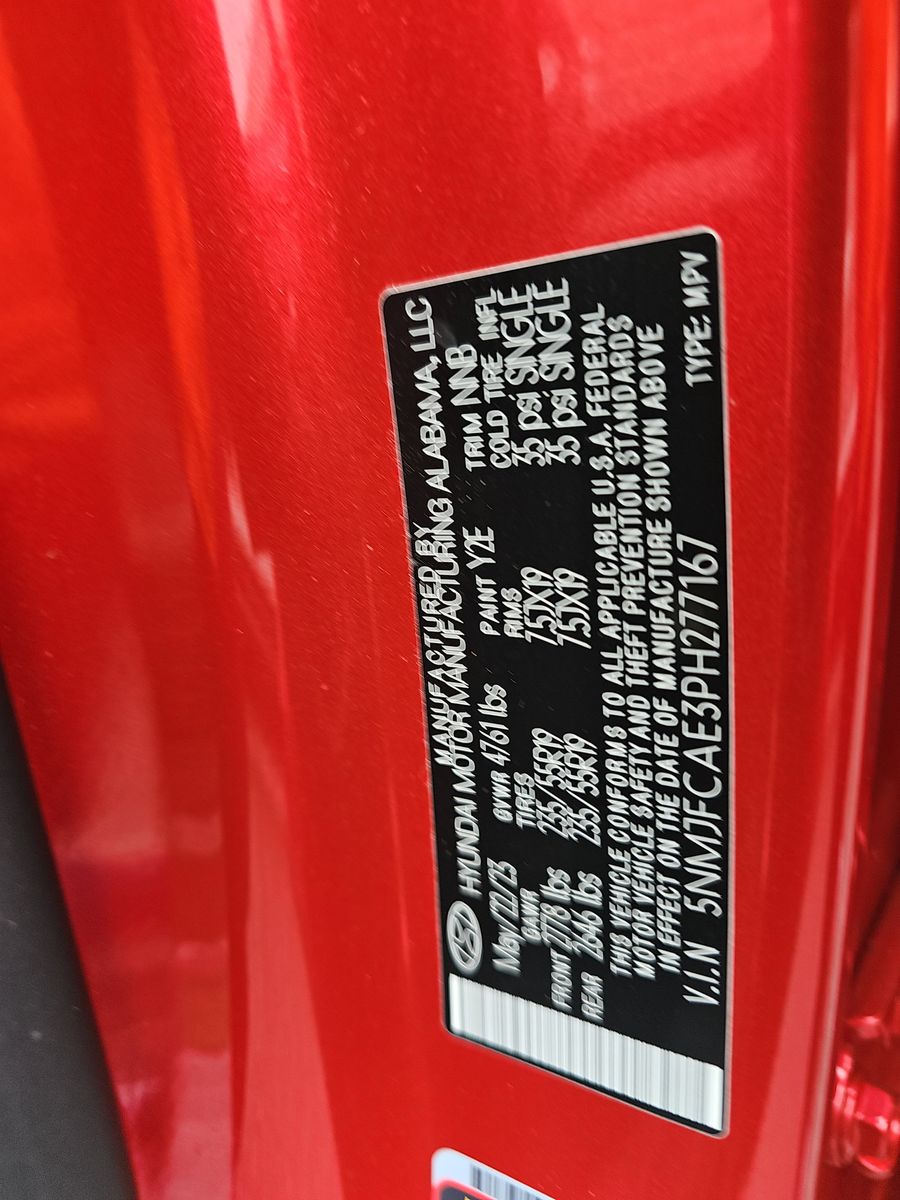 MANUFACTURED BY
HYUNDAI MOTOR MANUFACTURING ALABAMA, LLC
May/22/23 GVWR 4761 lbs PAINT Y2E TRIM NNB
GAWR TIRES RIMS COLD TIRE INFL
FRONT 2778 lbs 235/55R19 7.5JX19 35 psi SINGLE
REAR 2646 lbs 235/55R19 7.5JX19 35 psi SINGLE
THIS VEHICLE CONFORMS TO ALL APPLICABLE U.S.A. FEDERAL
MOTOR VEHICLE SAFETY AND THEFT PREVENTION STANDARDS
IN EFFECT ON THE DATE OF MANUFACTURE SHOWN ABOVE
V.I.N 5NMJFCAE3PH277167 TYPE: MPV